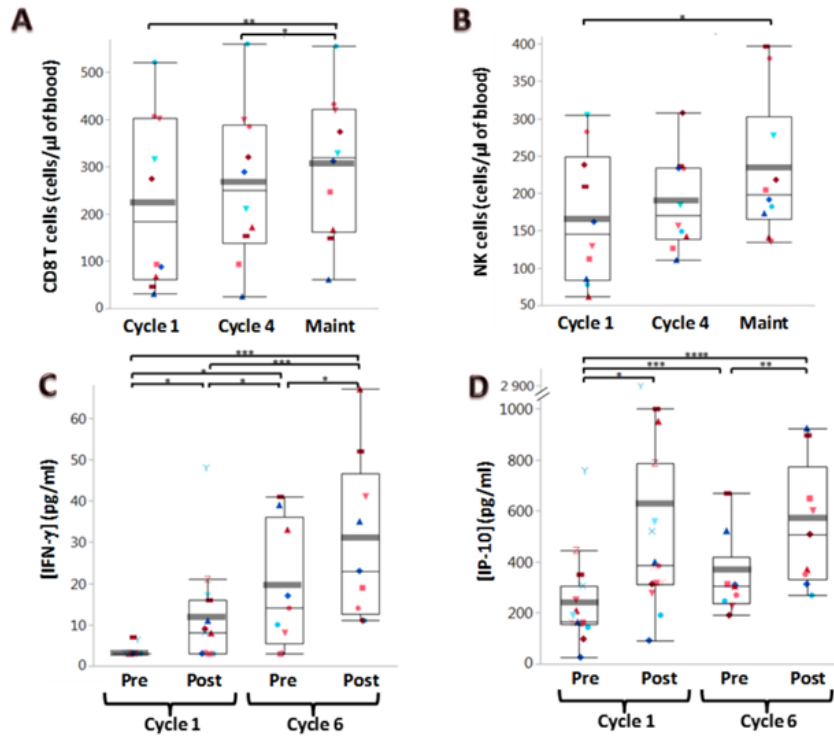 A
B
** *
*
CD8 T cells (cells/µl of blood)
500
400
300
200
100
0
Cycle 1 Cycle 4 Maint
NK cells (cells/µl of blood)
400
350
300
250
200
150
100
50
Cycle 1 Cycle 4 Maint
C
***
***
*
* * *
[IFN-γ] (pg/ml)
60
50
40
30
20
10
0
Pre Post Pre Post
Cycle 1 Cycle 6
D
****
*** **
*
[IP-10] (pg/ml)
2 900
1000
800
600
400
200
0
Pre Post Pre Post
Cycle 1 Cycle 6